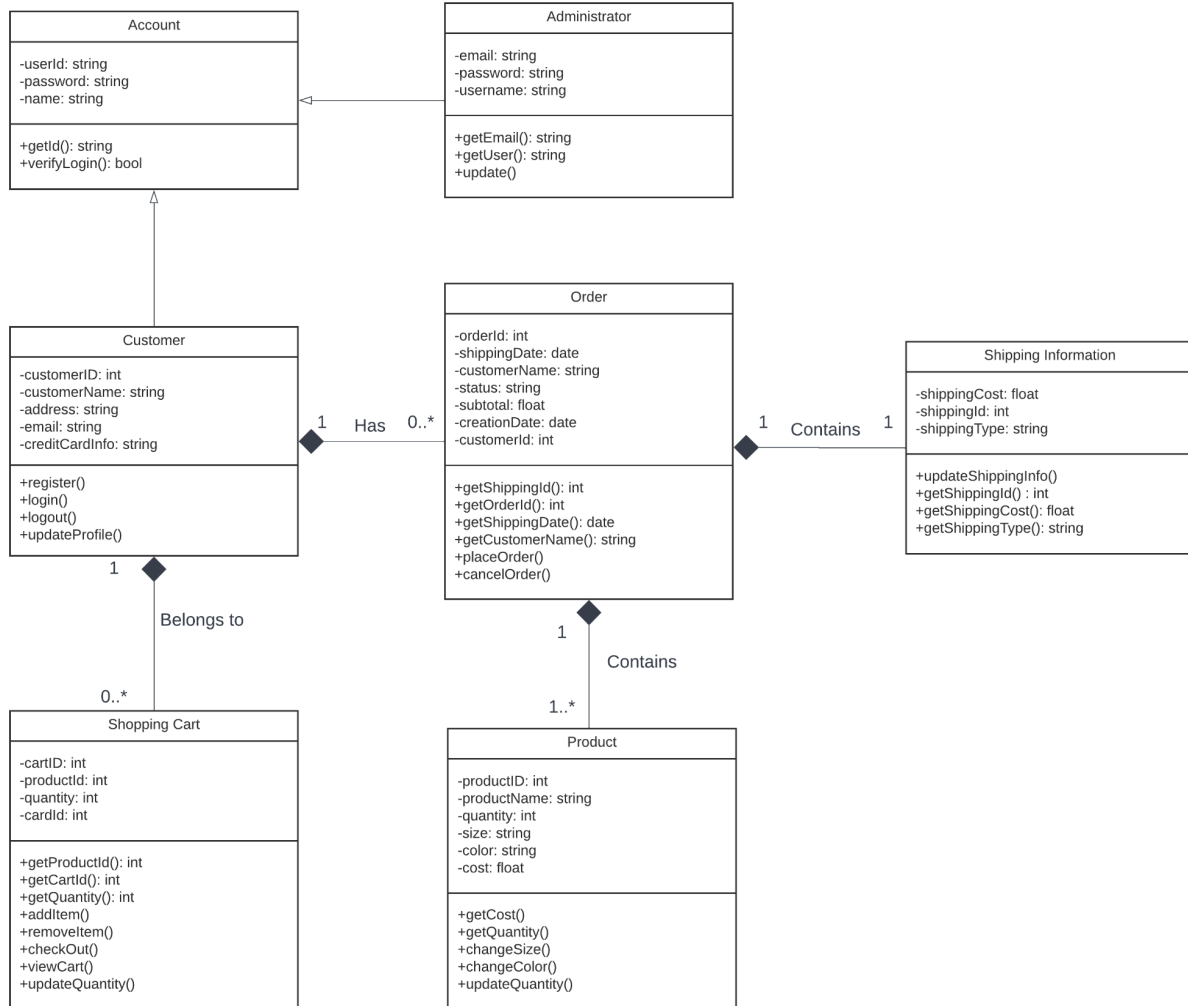 Account
-userId: string
-password: string
-name: string
+getId(): string
+verifyLogin(): bool
Administrator
-email: string
-password: string
-username: string
+getEmail(): string
+getUser(): string
+update()
Customer
-customerID: int
-customerName: string
-address: string
-email: string
-creditCardInfo: string
+register()
+login()
+logout()
+updateProfile()
1 Has 0..*
Order
-orderId: int
-shippingDate: date
-customerName: string
-status: string
-subtotal: float
-creationDate: date
-customerId: int
+getShippingId(): int
+getOrderId(): int
+getShippingDate(): date
+getCustomerName(): string
+placeOrder()
+cancelOrder()
1 Contains 1
Shipping Information
-shippingCost: float
-shippingId: int
-shippingType: string
+updateShippingInfo()
+getShippingId() : int
+getShippingCost(): float
+getShippingType(): string
1
Belongs to
0..*
Shopping Cart
-cartID: int
-productId: int
-quantity: int
-cardId: int
+getProductId(): int
+getCartId(): int
+getQuantity(): int
+addItem()
+removeItem()
+checkOut()
+viewCart()
+updateQuantity()
1
Contains
1..*
Product
-productID: int
-productName: string
-quantity: int
-size: string
-color: string
-cost: float
+getCost()
+getQuantity()
+changeSize()
+changeColor()
+updateQuantity()